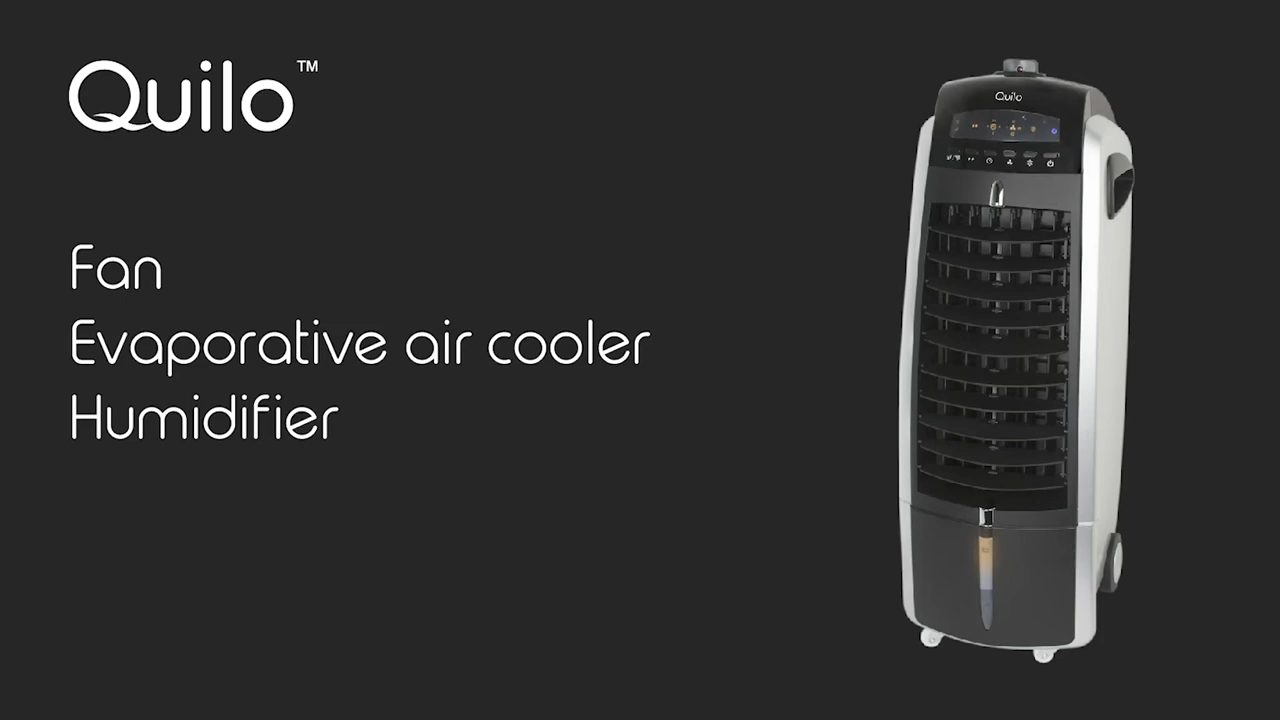 Quilo™
Fan
Evaporative air cooler
Humidifier
Quilo